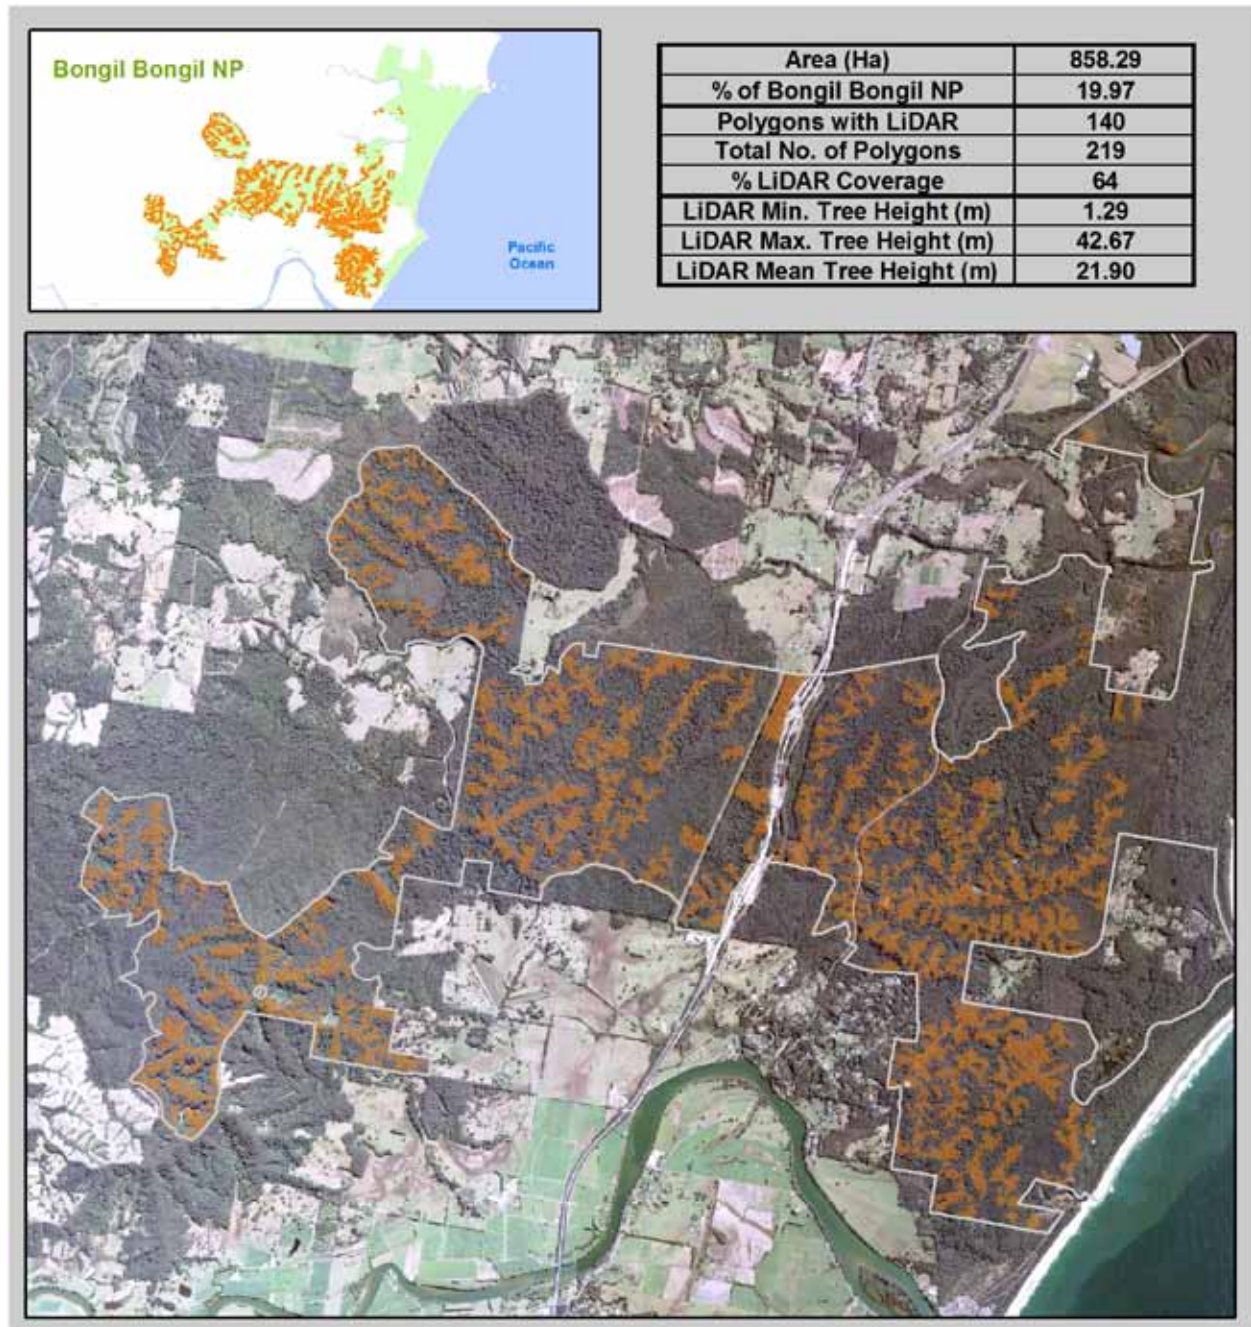 Bongil Bongil NP
Pacific
Ocean
Area (Ha) 858.29
% of Bongil Bongil NP 19.97
Polygons with LiDAR 140
Total No. of Polygons 219
% LiDAR Coverage 64
LiDAR Min. Tree Height (m) 1.29
LiDAR Max. Tree Height (m) 42.67
LiDAR Mean Tree Height (m) 21.90